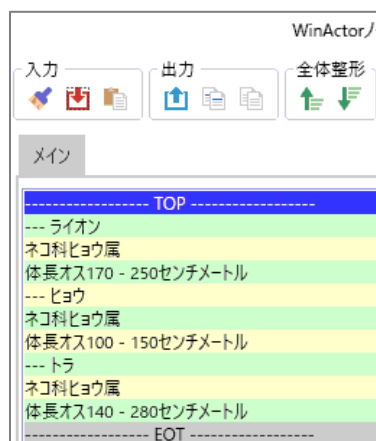 WinActorノ
入力 出力 全体整形
メイン
------------------ TOP ------------------
--- ライオン
ネコ科ヒョウ属
体長オス170 - 250センチメートル
--- ヒョウ
ネコ科ヒョウ属
体長オス100 - 150センチメートル
--- トラ
ネコ科ヒョウ属
体長オス140 - 280センチメートル
------------------ EOT ------------------